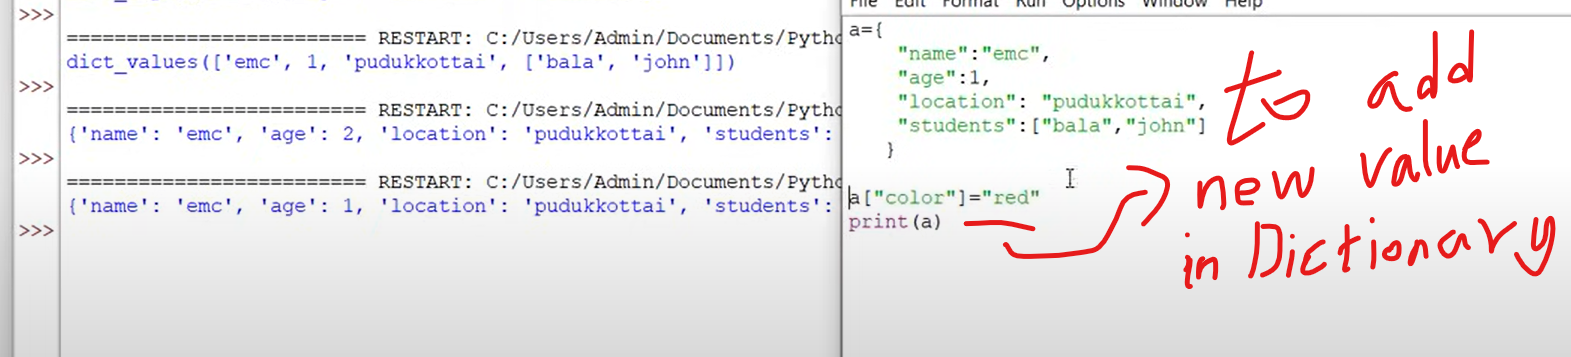 >>>
========================= RESTART: C:/Users/Admin/Documents/Pytho
dict_values(['emc', 1, 'pudukkottai', ['bala', 'john']])
>>>
========================= RESTART: C:/Users/Admin/Documents/Pytho
{'name': 'emc', 'age': 2, 'location': 'pudukkottai', 'students':
>>>
========================= RESTART: C:/Users/Admin/Documents/Pytho
{'name': 'emc', 'age': 1, 'location': 'pudukkottai', 'students':
>>>
File Edit Format Run Options Window Help
a={
"name":"emc",
"age":1,
"location": "pudukkottai",
"students":["bala","john"]
}
a["color"]="red"
print(a)
to add
new value
in Dictionary